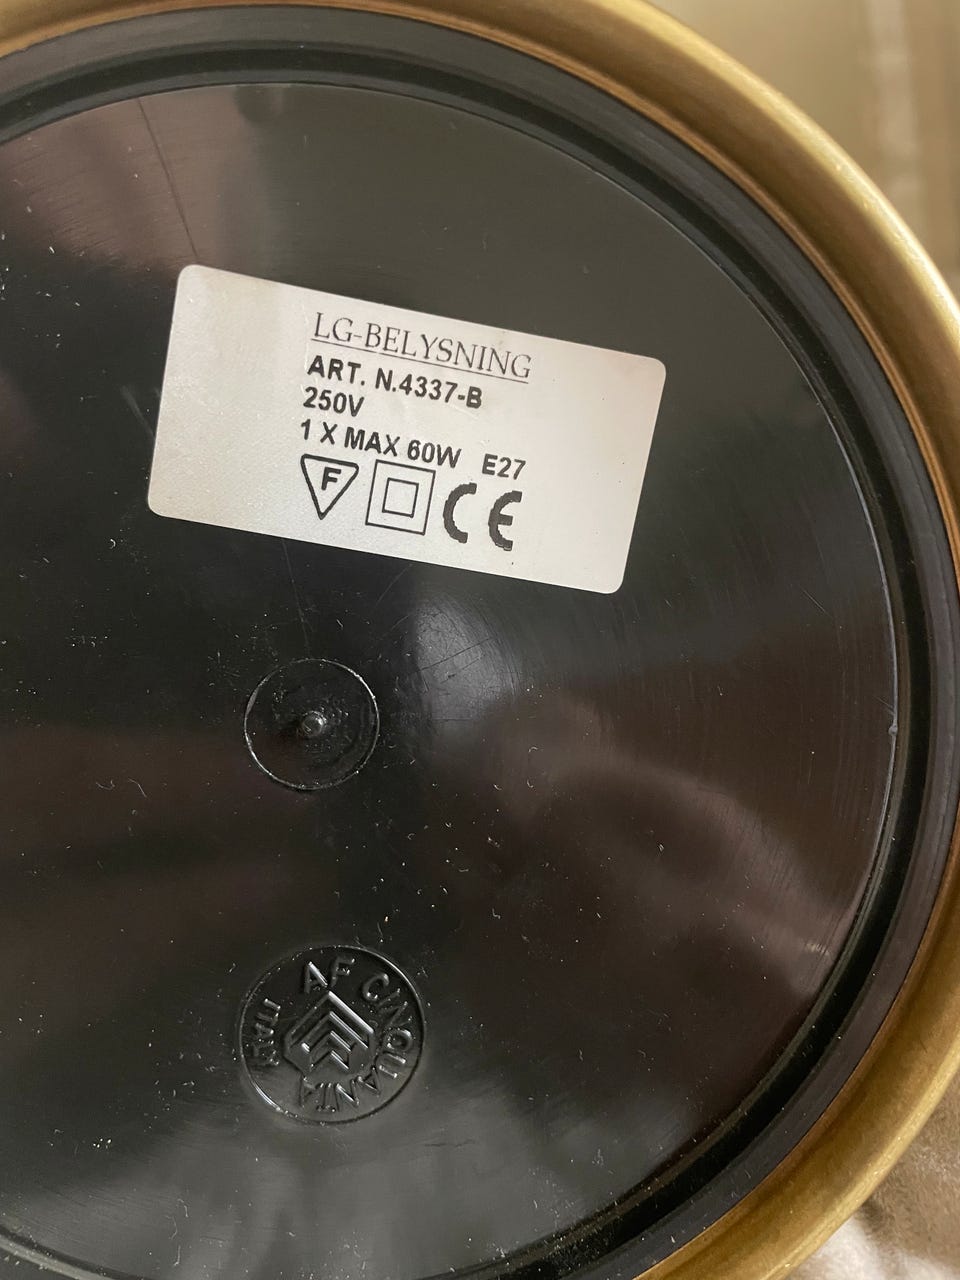 LG-BELYSNING
ART. N.4337-B
250V
1 X MAX 60W E27
F
CE
AF CINQUANTA
ITALY